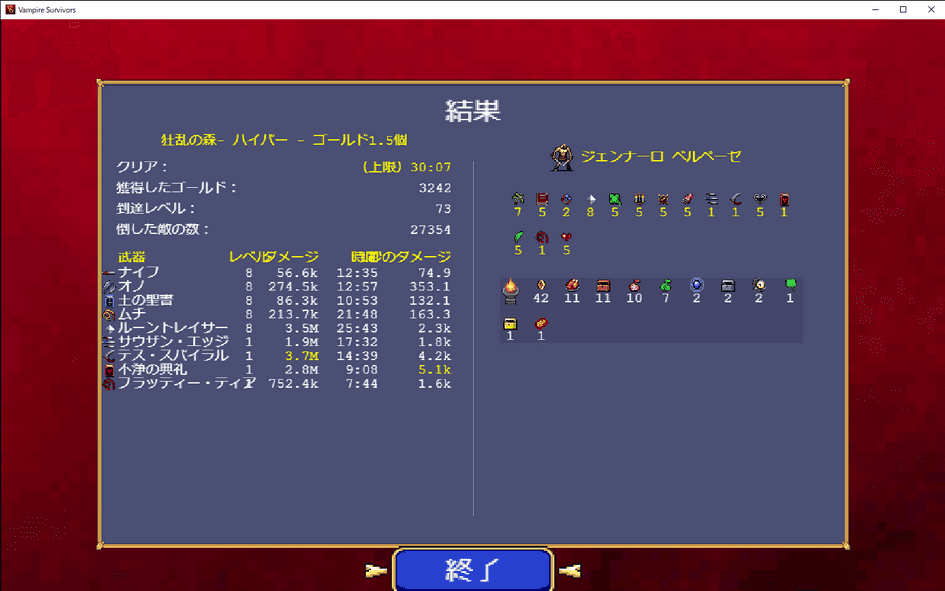 Vampire Survivors
結果
狂乱の森- ハイパー - ゴールド1.5個
クリア： (上限) 30:07
獲得したゴールド： 3242
到達レベル： 73
倒した敵の数： 27354
武器 レベル ダメージ 時間 秒のダメージ
ナイフ 8 56.6k 12:35 74.9
オノ 8 274.5k 12:57 353.1
土の聖書 8 86.3k 10:53 132.1
ムチ 8 213.7k 21:48 163.3
ルーントレイサー 8 3.5M 25:43 2.3k
サウザン・エッジ 1 1.9M 17:32 1.8k
デス・スパイラル 1 3.7M 14:39 4.2k
不浄の典礼 1 2.8M 9:08 5.1k
ブラッディー・ティア 1 752.4k 7:44 1.6k
ジェンナーロ ベルペーゼ
7 5 2 8 5 5 5 5 1 1 5 1
5 1 5
42 11 11 10 7 2 2 2 1
1 1
終了